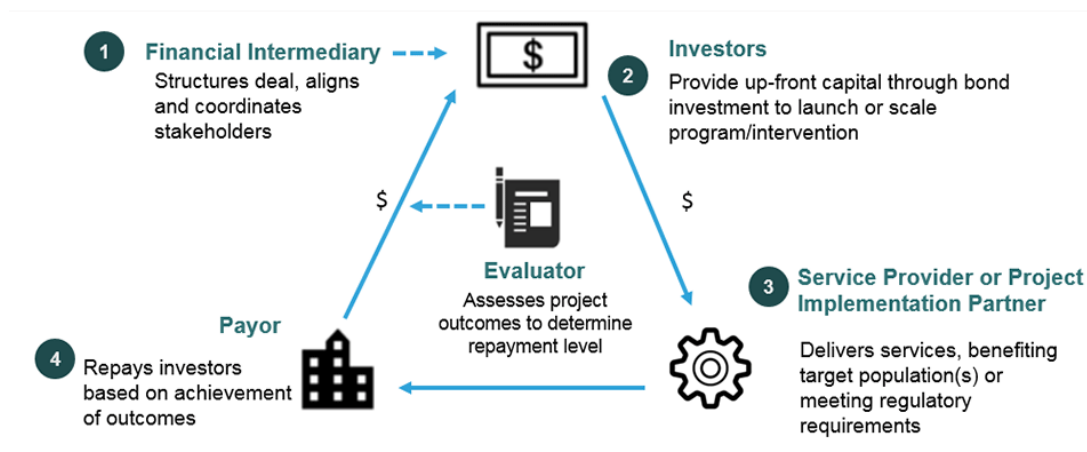 1
Financial Intermediary
Structures deal, aligns
and coordinates
stakeholders
$
2
Investors
Provide up-front capital through bond
investment to launch or scale
program/intervention
$
$
Evaluator
Assesses project
outcomes to determine
repayment level
3
Service Provider or Project
Implementation Partner
Delivers services, benefiting
target population(s) or
meeting regulatory
requirements
Payor
4
Repays investors
based on achievement
of outcomes